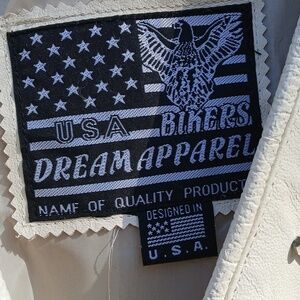 USA BIKERS
DREAM APPAREL
NAME OF QUALITY PRODUCT
DESIGNED IN
U.S.A.